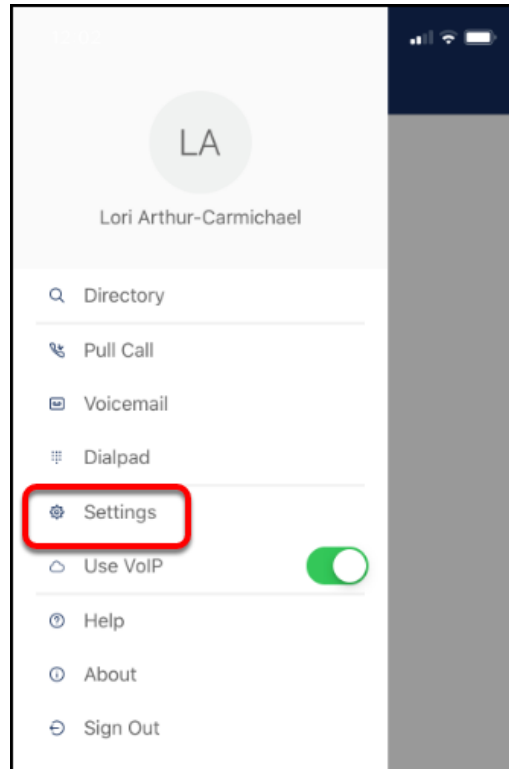 LA
Lori Arthur-Carmichael
Directory
Pull Call
Voicemail
Dialpad
Settings
Use VoIP
Help
About
Sign Out